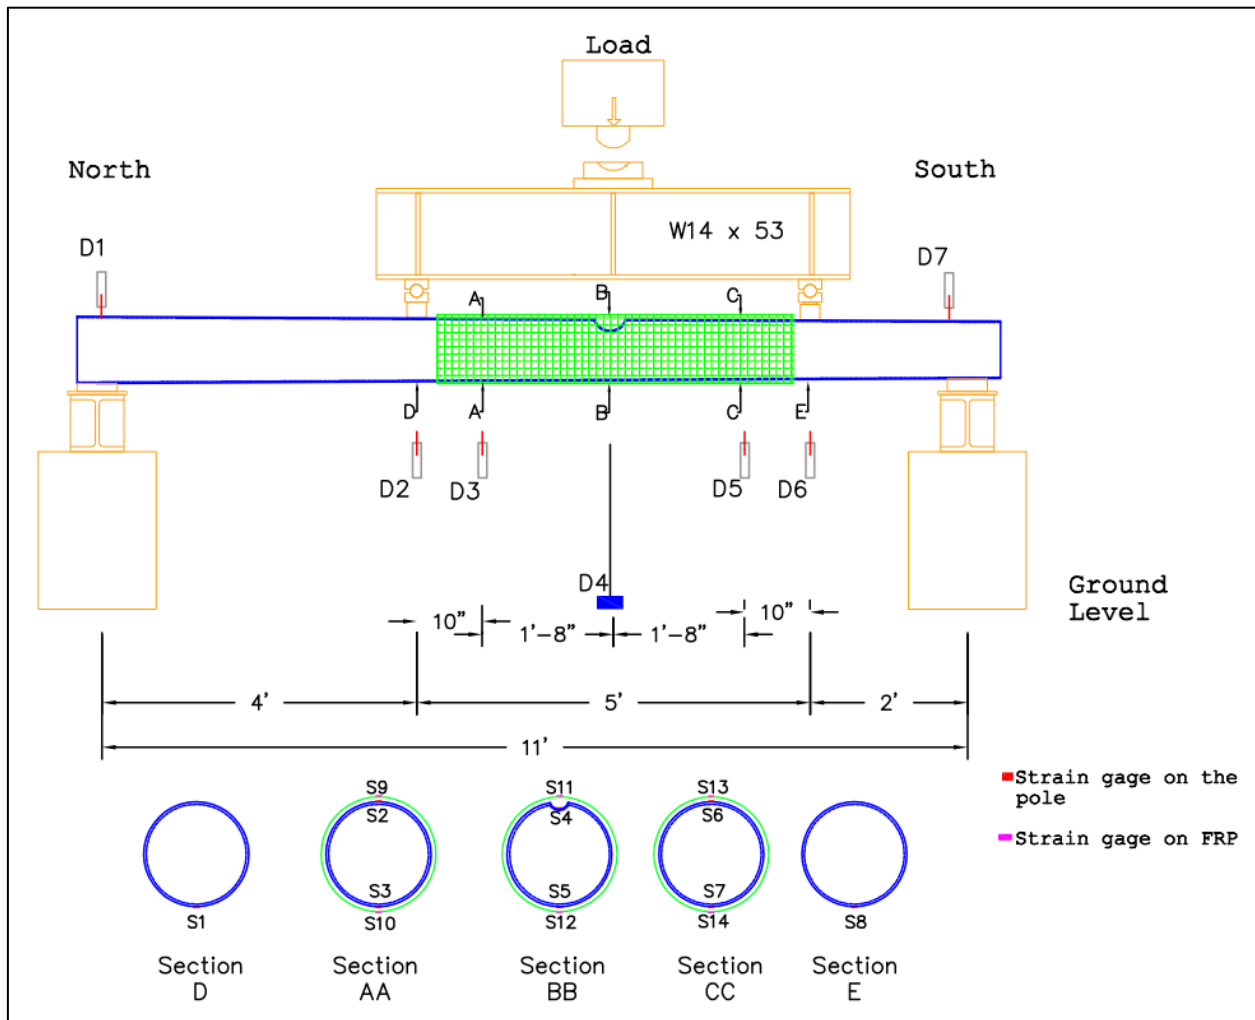 Load
North
South
W14 x 53
D1
D7
A
B
C
D
A
B
C
E
D2
D3
D5
D6
D4
Ground
Level
10"
10"
1'-8"
1'-8"
4'
5'
2'
11'
S9
S2
S3
S10
S11
S4
S5
S12
S13
S6
S7
S14
S1
S8
Strain gage on the
pole
Strain gage on FRP
Section
D
Section
AA
Section
BB
Section
CC
Section
E